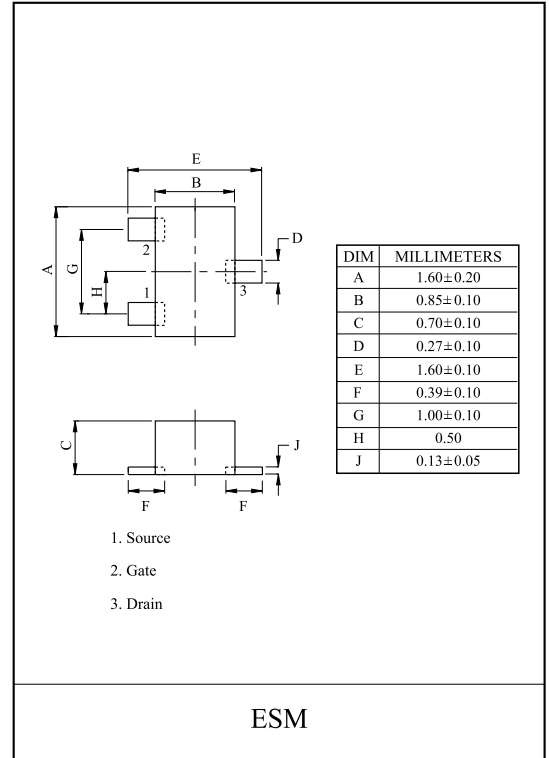 E
B
A
G
H
2
1
D
3
DIM MILLIMETERS
A 1.60±0.20
B 0.85±0.10
C 0.70±0.10
D 0.27±0.10
E 1.60±0.10
F 0.39±0.10
G 1.00±0.10
H 0.50
J 0.13±0.05
C
J
F F
1. Source
2. Gate
3. Drain
ESM